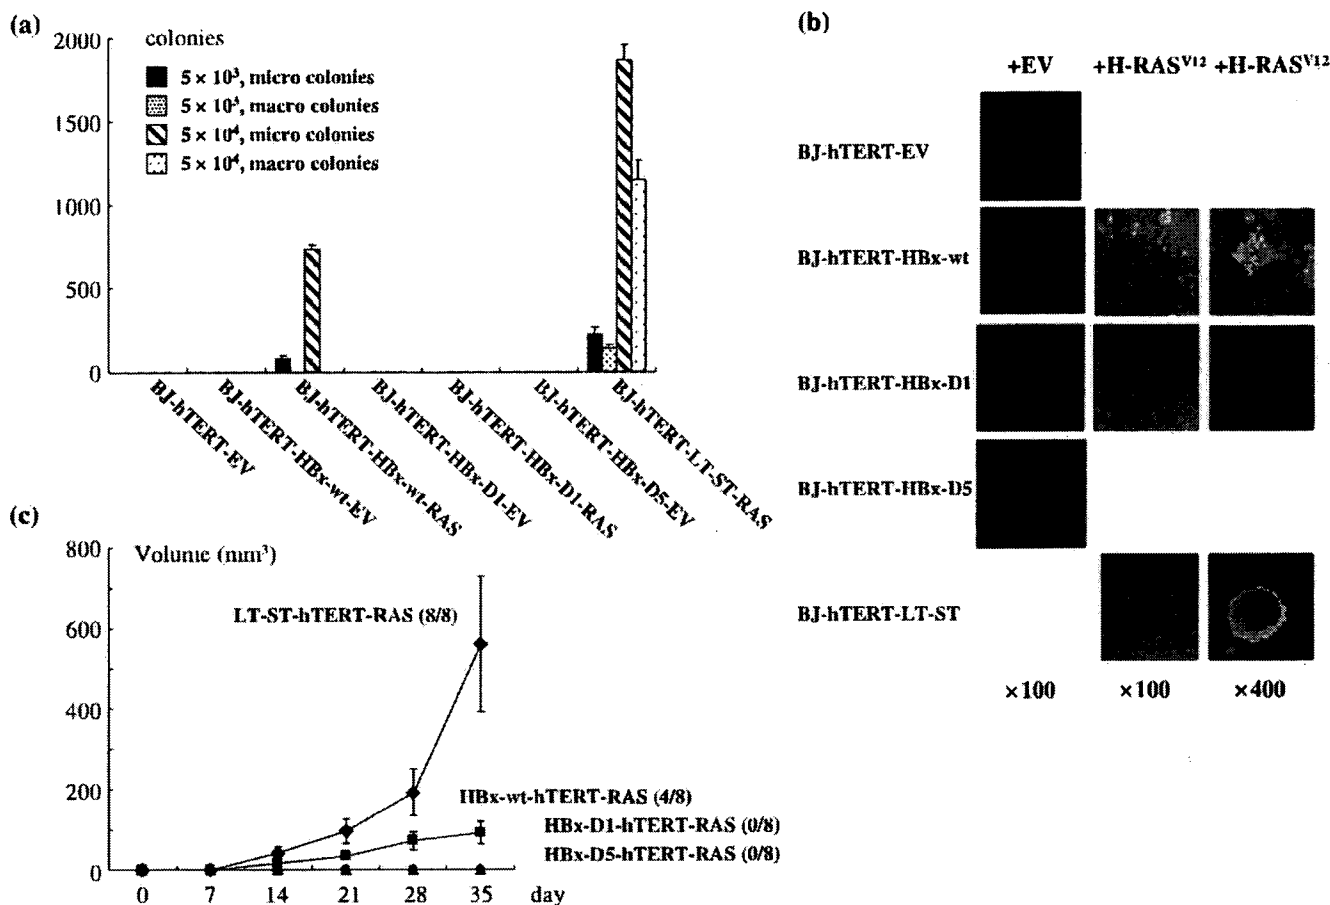 (a)
colonies
2000
1500
1000
500
0
5 × 10³, micro colonies
5 × 10³, macro colonies
5 × 10⁴, micro colonies
5 × 10⁴, macro colonies
BJ-hTERT-EV
BJ-hTERT-HBx-wt-EV
BJ-hTERT-HBx-wt-RAS
BJ-hTERT-HBx-D1-EV
BJ-hTERT-HBx-D1-RAS
BJ-hTERT-HBx-D5-EV
BJ-hTERT-LT-ST-RAS
(b)
+EV +H-RASⱽ¹² +H-RASⱽ¹²
BJ-hTERT-EV
BJ-hTERT-HBx-wt
BJ-hTERT-HBx-D1
BJ-hTERT-HBx-D5
BJ-hTERT-LT-ST
×100 ×100 ×400
(c)
Volume (mm³)
800
600
400
200
0
LT-ST-hTERT-RAS (8/8)
HBx-wt-hTERT-RAS (4/8)
HBx-D1-hTERT-RAS (0/8)
HBx-D5-hTERT-RAS (0/8)
0 7 14 21 28 35 day